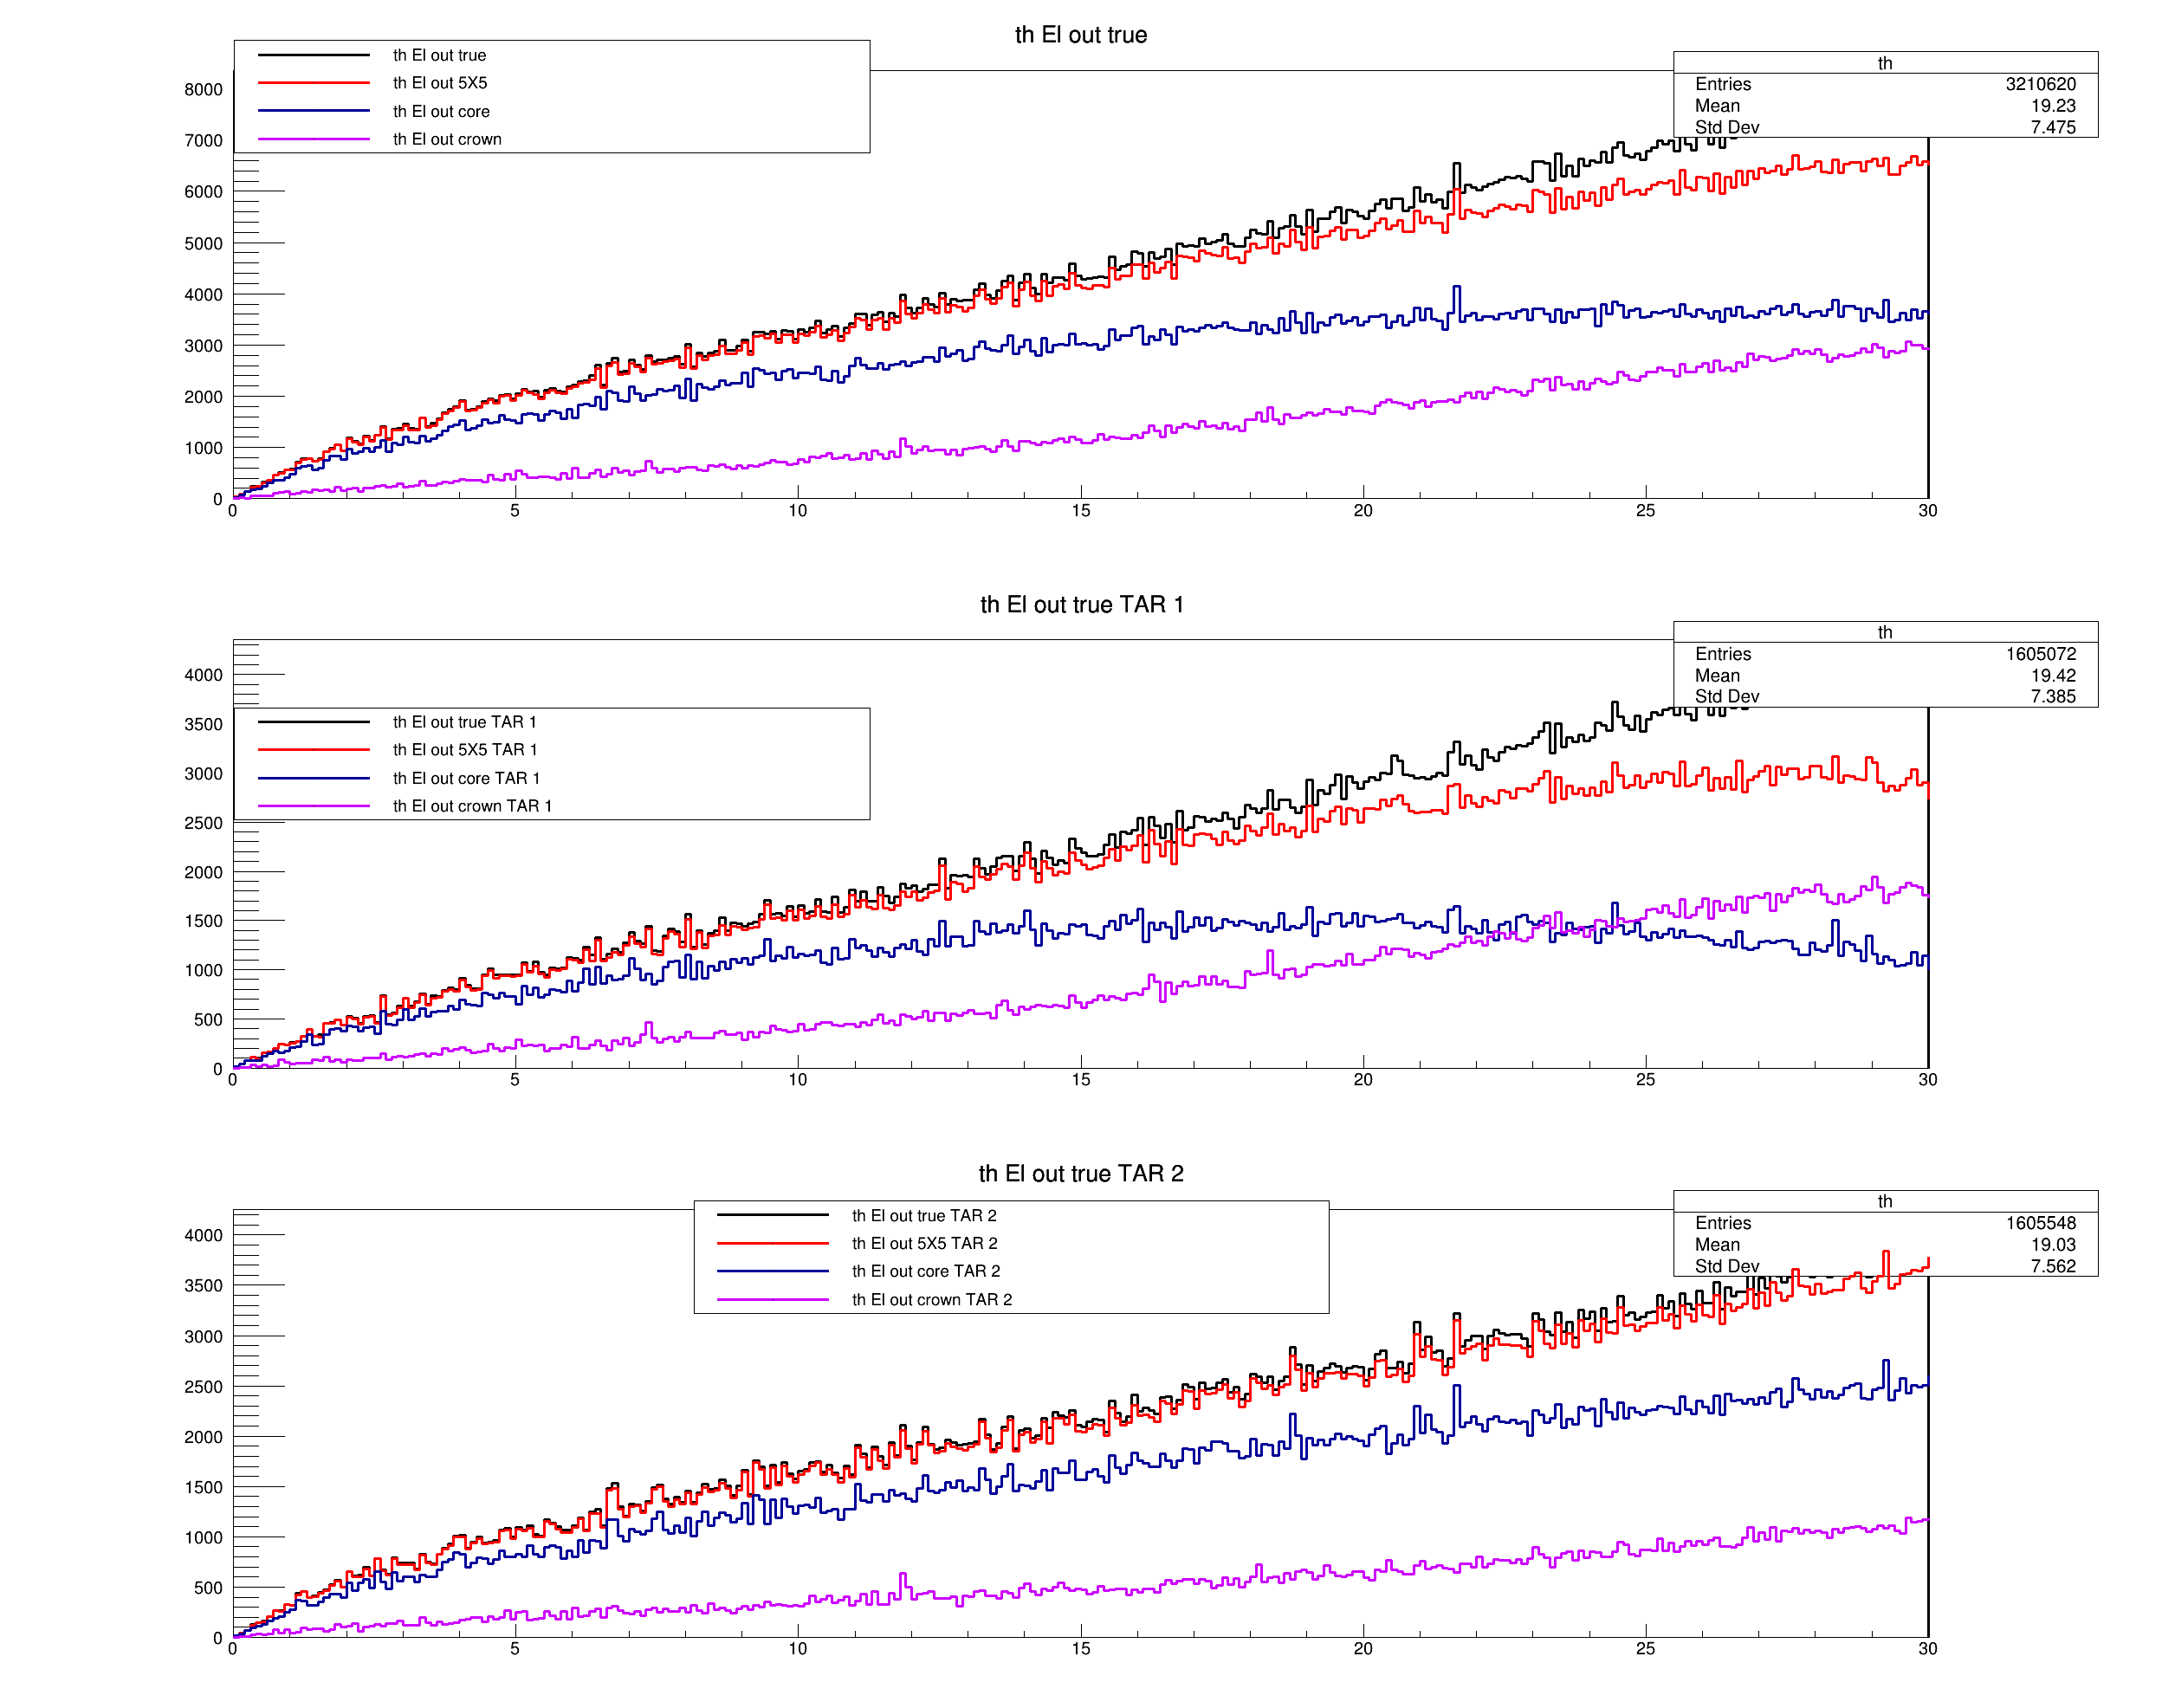 th El out true
th El out true
th El out 5X5
th El out core
th El out crown
th
Entries 3210620
Mean 19.23
Std Dev 7.475
8000
7000
6000
5000
4000
3000
2000
1000
0
0 5 10 15 20 25 30
th El out true TAR 1
th
Entries 1605072
Mean 19.42
Std Dev 7.385
th El out true TAR 1
th El out 5X5 TAR 1
th El out core TAR 1
th El out crown TAR 1
4000
3500
3000
2500
2000
1500
1000
500
0
0 5 10 15 20 25 30
th El out true TAR 2
th El out true TAR 2
th El out 5X5 TAR 2
th El out core TAR 2
th El out crown TAR 2
th
Entries 1605548
Mean 19.03
Std Dev 7.562
4000
3500
3000
2500
2000
1500
1000
500
0
0 5 10 15 20 25 30